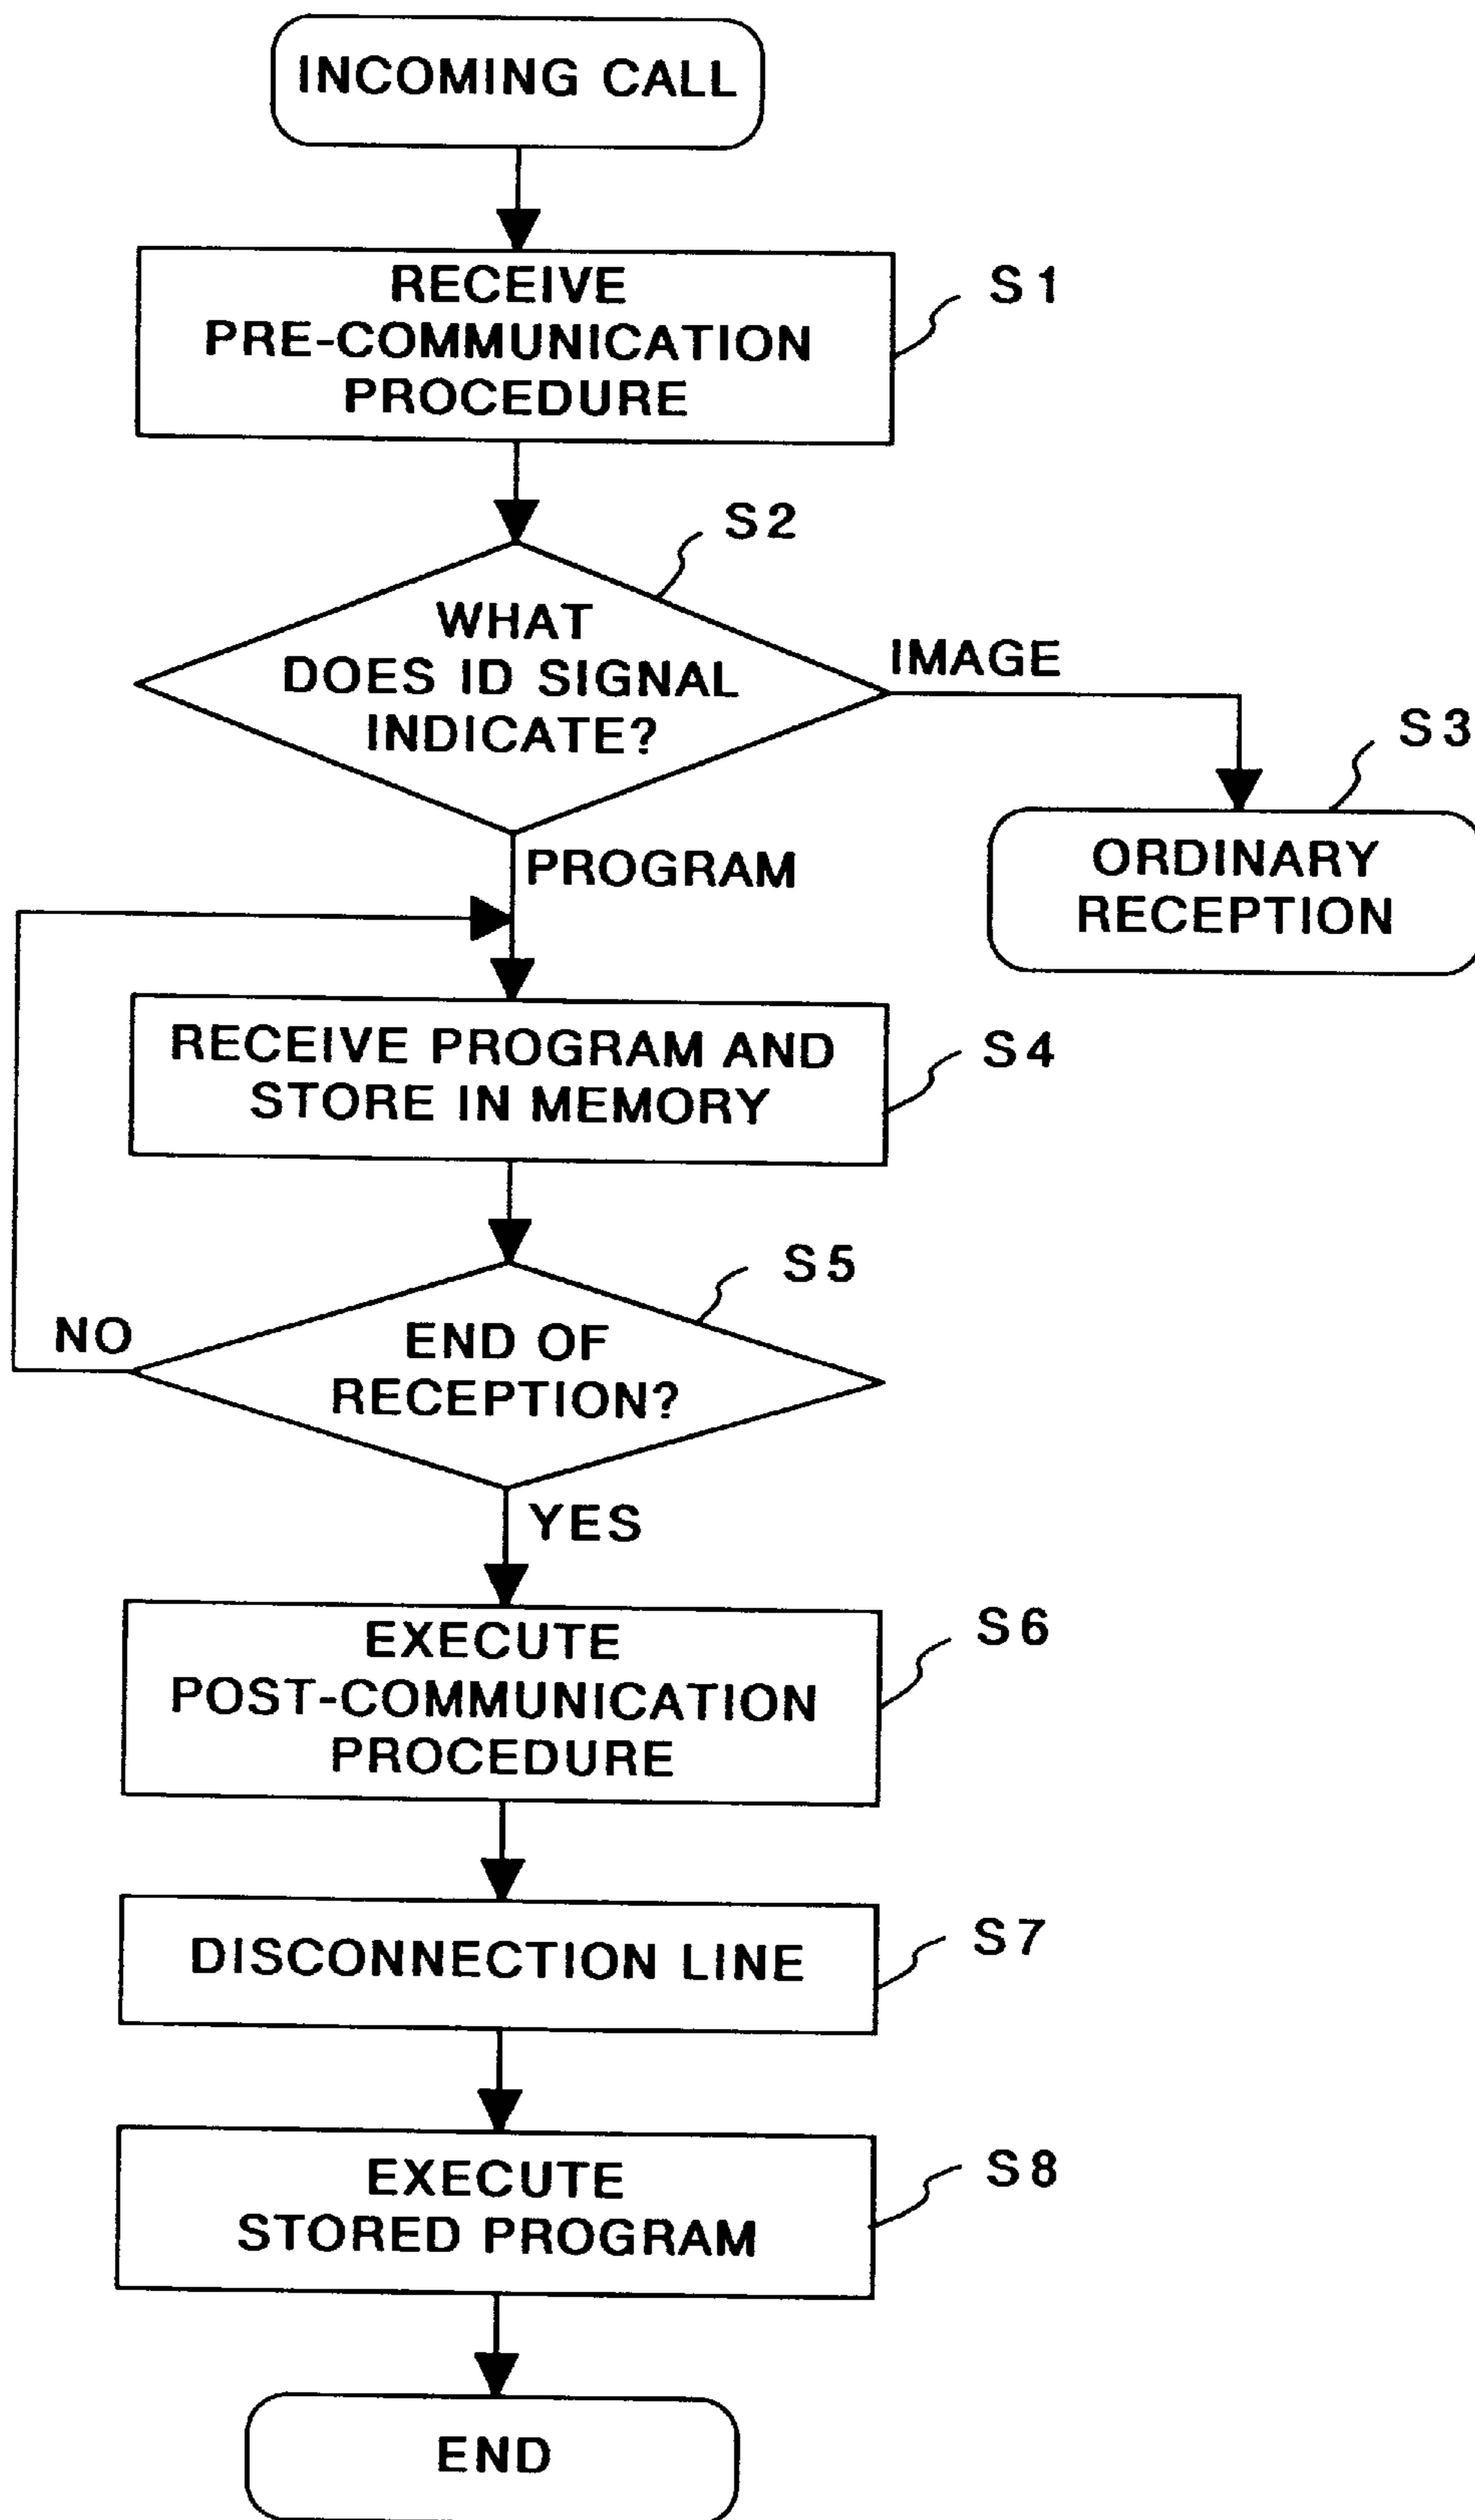 INCOMING CALL
RECEIVE
PRE-COMMUNICATION
PROCEDURE
S1
S2
WHAT
DOES ID SIGNAL
INDICATE?
IMAGE
S3
ORDINARY
RECEPTION
PROGRAM
RECEIVE PROGRAM AND
STORE IN MEMORY
S4
S5
END OF
RECEPTION?
NO
YES
EXECUTE
POST-COMMUNICATION
PROCEDURE
S6
DISCONNECTION LINE
S7
EXECUTE
STORED PROGRAM
S8
END